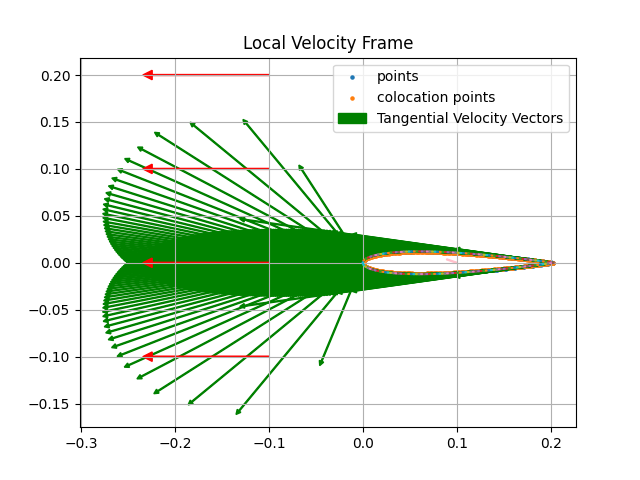 Local Velocity Frame
points
colocation points
Tangential Velocity Vectors
0.20
0.15
0.10
0.05
0.00
−0.05
−0.10
−0.15
−0.3 −0.2 −0.1 0.0 0.1 0.2